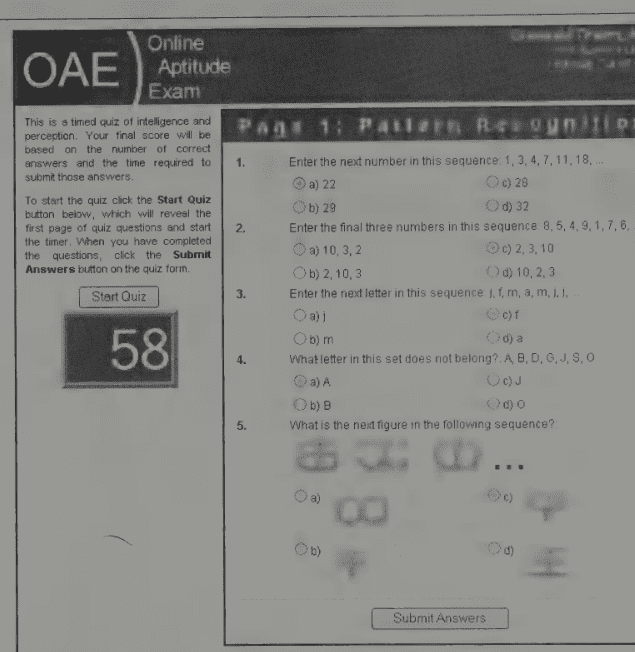 OAE
Online
Aptitude
Exam
This is a timed quiz of intelligence and
perception. Your final score will be
based on the number of correct
answers and the time required to
submit those answers.
To start the quiz click the Start Quiz
button below, which will reveal the
first page of quiz questions and start
the timer. When you have completed
the questions, click the Submit
Answers button on the quiz form.
Start Quiz
58
Page 1: Pattern Recognition
1. Enter the next number in this sequence: 1, 3, 4, 7, 11, 18, ...
a) 22 c) 28
b) 29 d) 32
2. Enter the final three numbers in this sequence: 8, 5, 4, 9, 1, 7, 6,
a) 10, 3, 2 c) 2, 3, 10
b) 2, 10, 3 d) 10, 2, 3
3. Enter the next letter in this sequence: j, f, m, a, m, j, j,
a) j c) f
b) m d) a
4. What letter in this set does not belong?: A, B, D, G, J, S, O
a) A c) J
b) B d) O
5. What is the next figure in the following sequence?:
...
a) c)
b) d)
Submit Answers